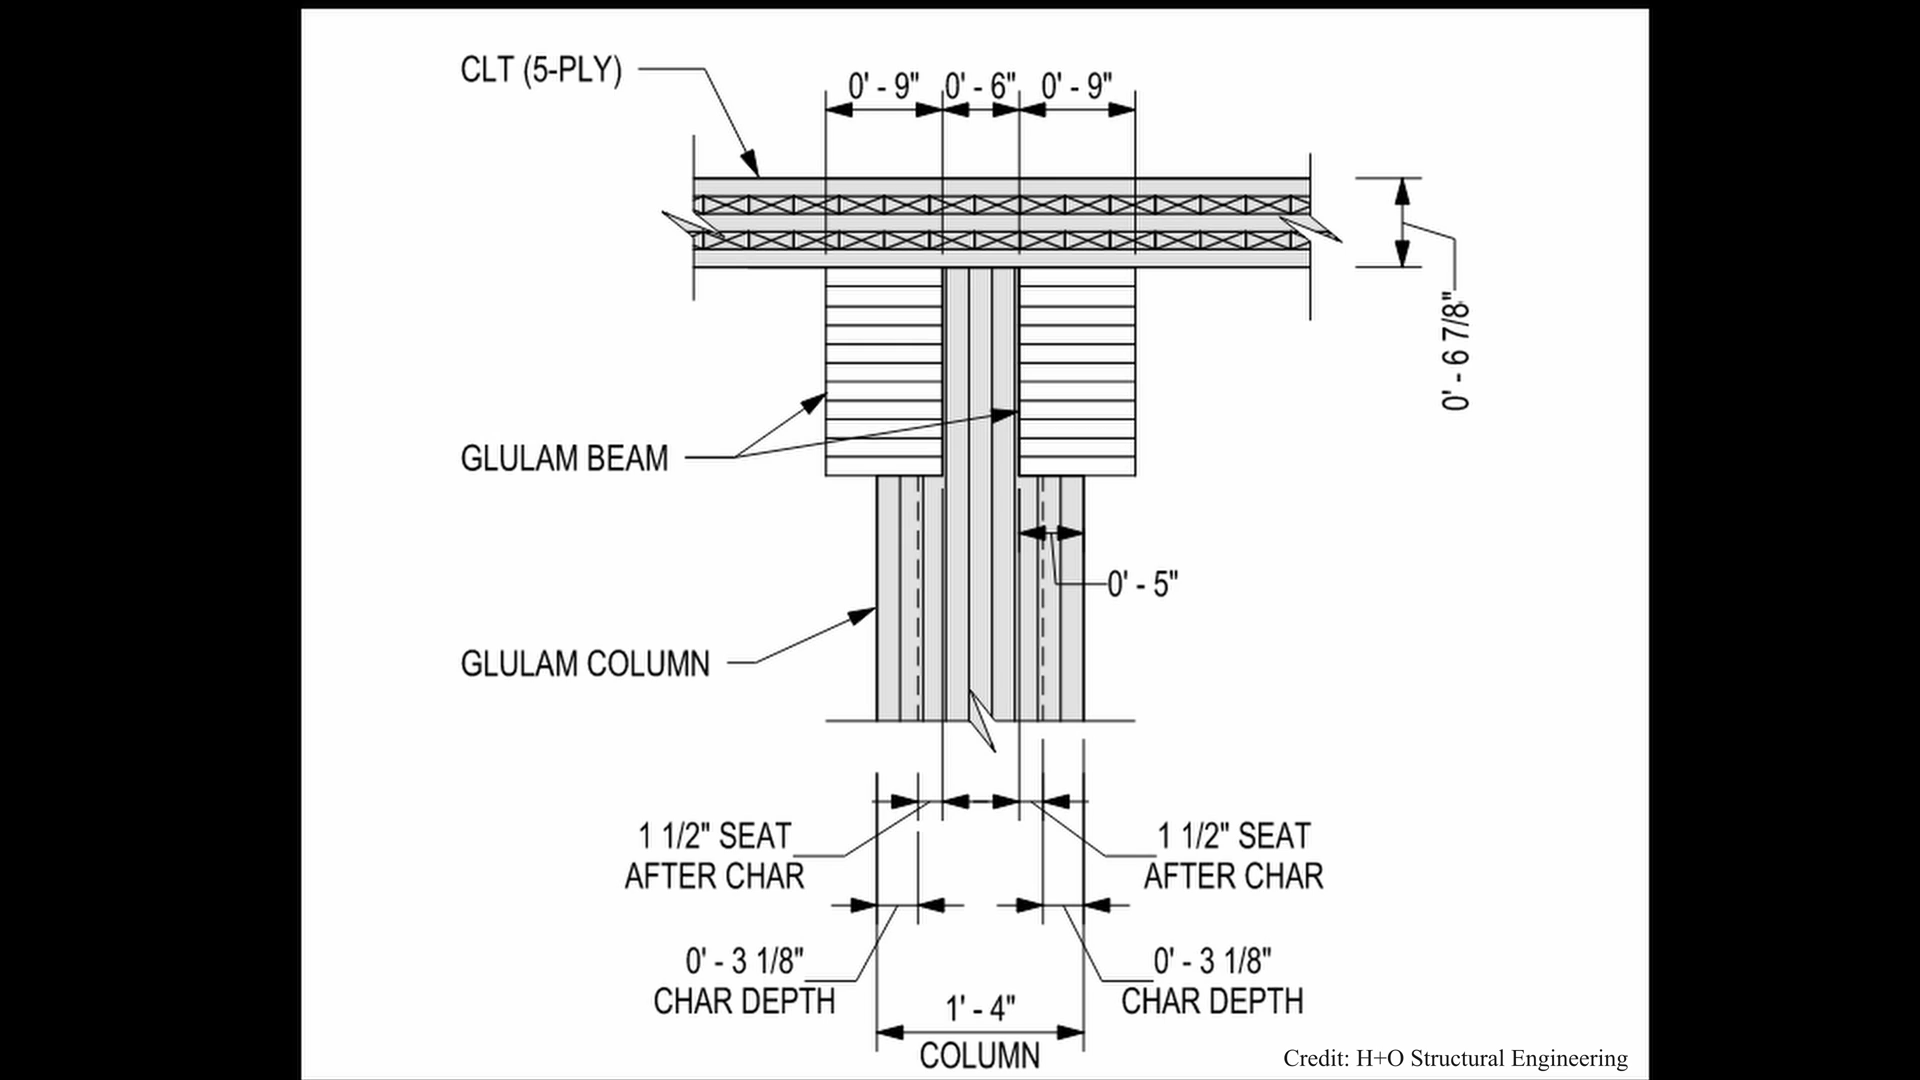 CLT (5-PLY)
0' - 9" 0' - 6" 0' - 9"
0' - 6 7/8"
GLULAM BEAM
0' - 5"
GLULAM COLUMN
1 1/2" SEAT
AFTER CHAR
1 1/2" SEAT
AFTER CHAR
0' - 3 1/8"
CHAR DEPTH
0' - 3 1/8"
CHAR DEPTH
1' - 4"
COLUMN
Credit: H+O Structural Engineering